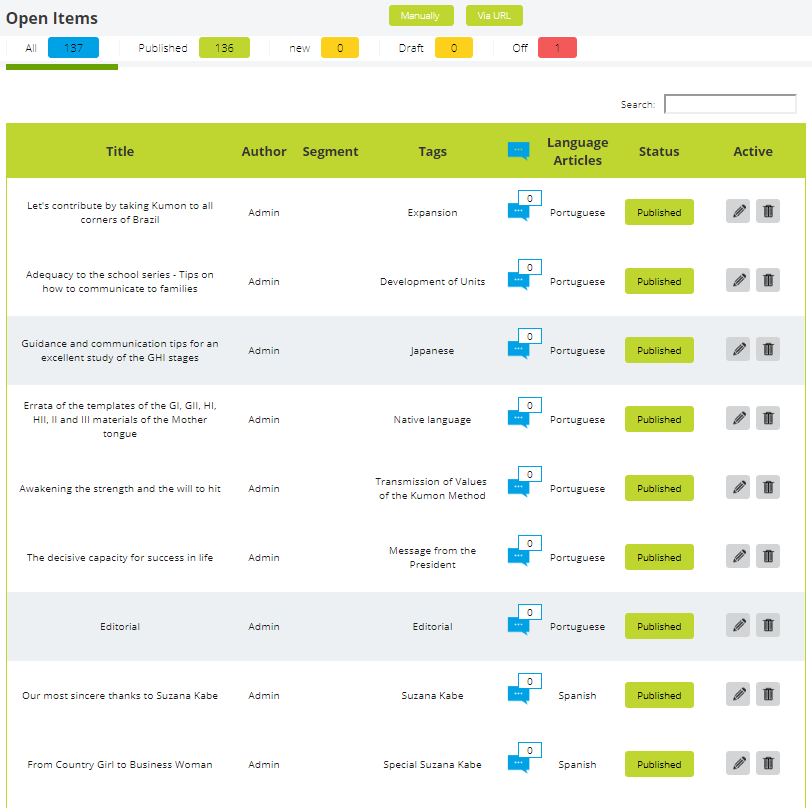 Open Items
Manually
Via URL
All 137 Published 136 new 0 Draft 0 Off 1
Search:
Title Author Segment Tags Language Articles Status Active
Let's contribute by taking Kumon to all
corners of Brazil
Admin
Expansion
0
Portuguese
Published
Adequacy to the school series - Tips on
how to communicate to families
Admin
Development of Units
0
Portuguese
Published
Guidance and communication tips for an
excellent study of the GHI stages
Admin
Japanese
0
Portuguese
Published
Errata of the templates of the GI, GII, HI,
HII, II and III materials of the Mother
tongue
Admin
Native language
0
Portuguese
Published
Awakening the strength and the will to hit
Admin
Transmission of Values
of the Kumon Method
0
Portuguese
Published
The decisive capacity for success in life
Admin
Message from the
President
0
Portuguese
Published
Editorial
Admin
Editorial
0
Portuguese
Published
Our most sincere thanks to Suzana Kabe
Admin
Suzana Kabe
0
Spanish
Published
From Country Girl to Business Woman
Admin
Special Suzana Kabe
0
Spanish
Published